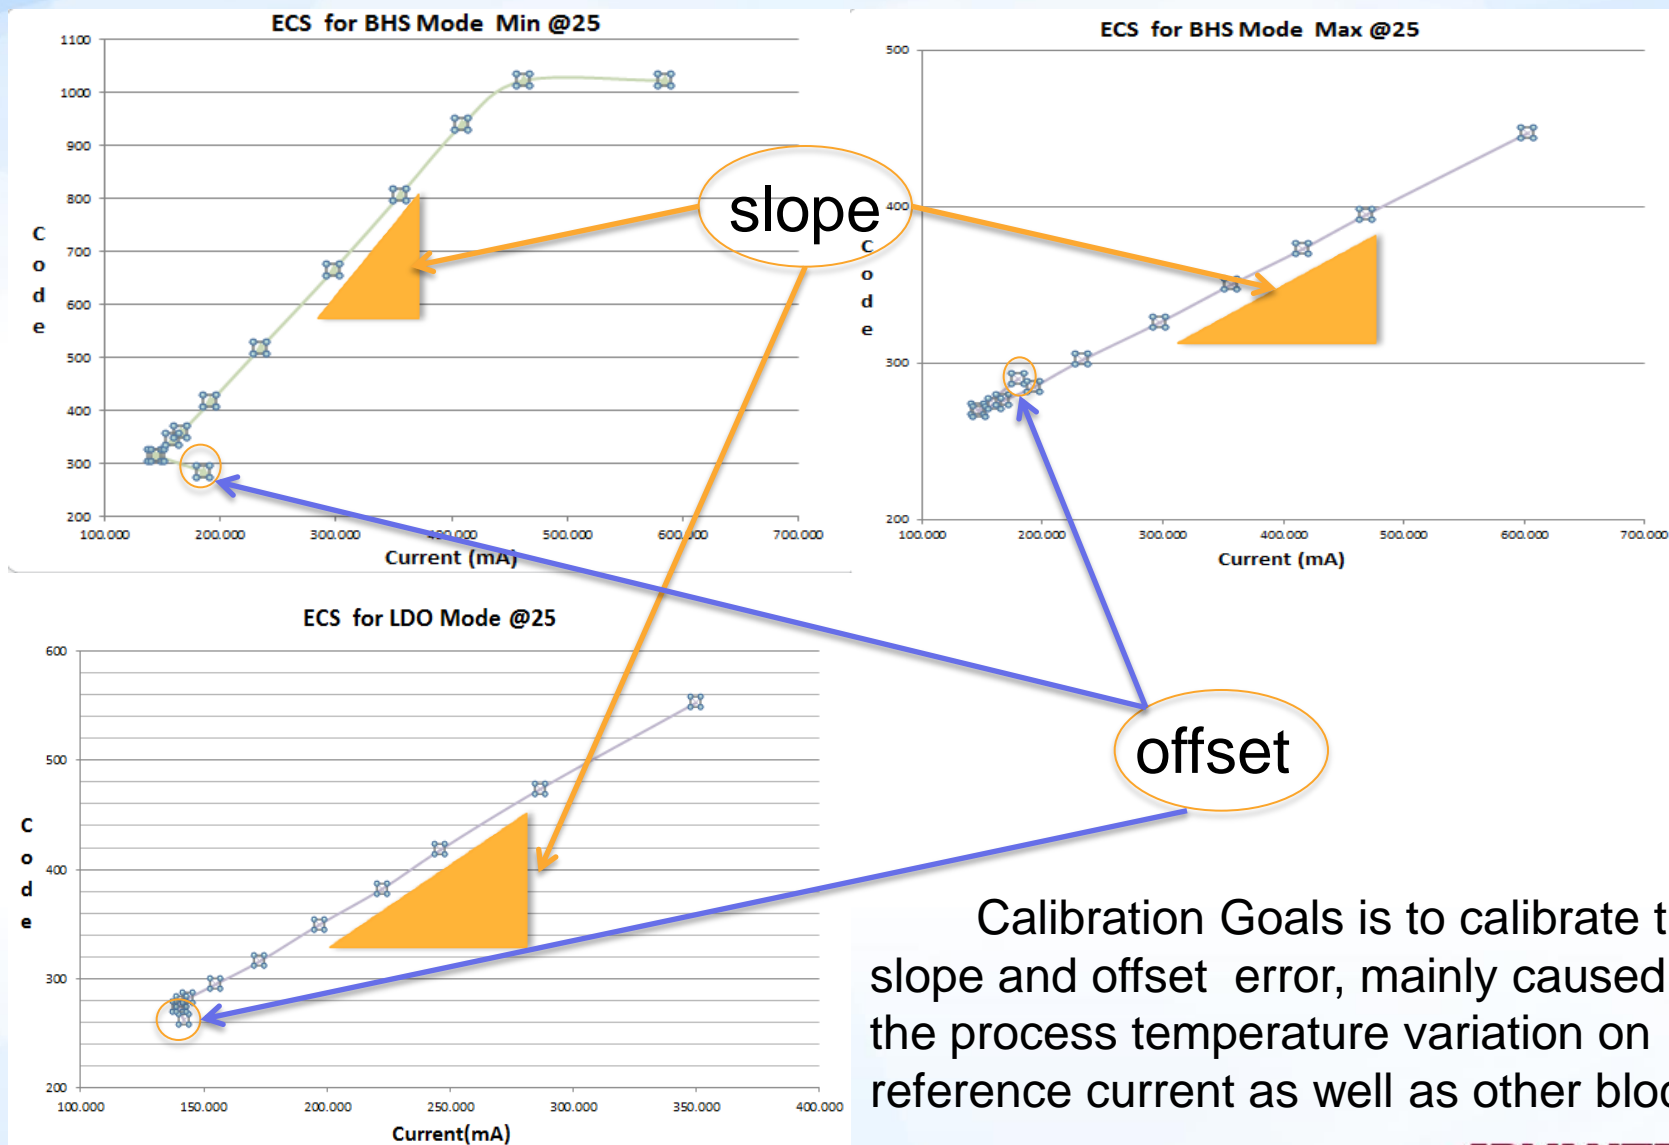 ECS for BHS Mode Min @25
1100
1000
900
800
700
600
500
400
300
200
C
o
d
e
100.000 200.000 300.000 400.000 500.000 600.000 700.000
Current (mA)
ECS for BHS Mode Max @25
500
400
300
200
C
o
d
e
100.000 200.000 300.000 400.000 500.000 600.000 700.000
Current (mA)
slope
ECS for LDO Mode @25
600
500
400
300
200
C
o
d
e
100.000 150.000 200.000 250.000 300.000 350.000 400.000
Current(mA)
offset
Calibration Goals is to calibrate t
slope and offset error, mainly caused
the process temperature variation on
reference current as well as other bloc